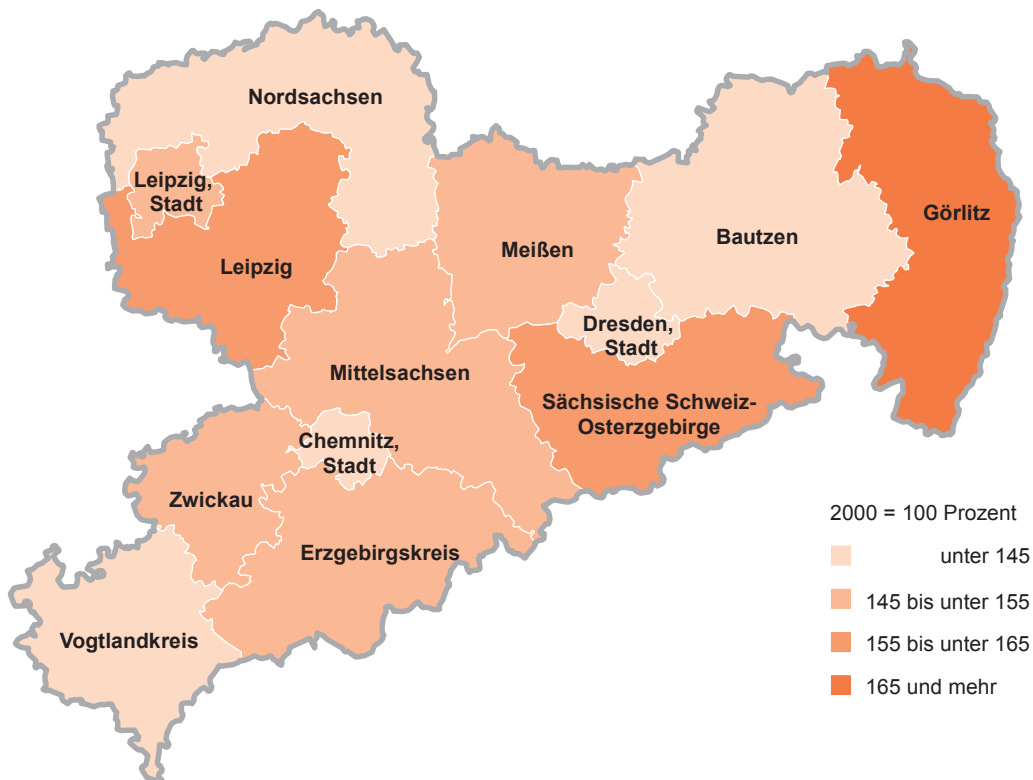 Nordsachsen
Leipzig,
Stadt
Leipzig
Meißen
Bautzen
Görlitz
Dresden,
Stadt
Mittelsachsen
Sächsische Schweiz-
Osterzgebirge
Chemnitz,
Stadt
Zwickau
Erzgebirgskreis
Vogtlandkreis
2000 = 100 Prozent
unter 145
145 bis unter 155
155 bis unter 165
165 und mehr